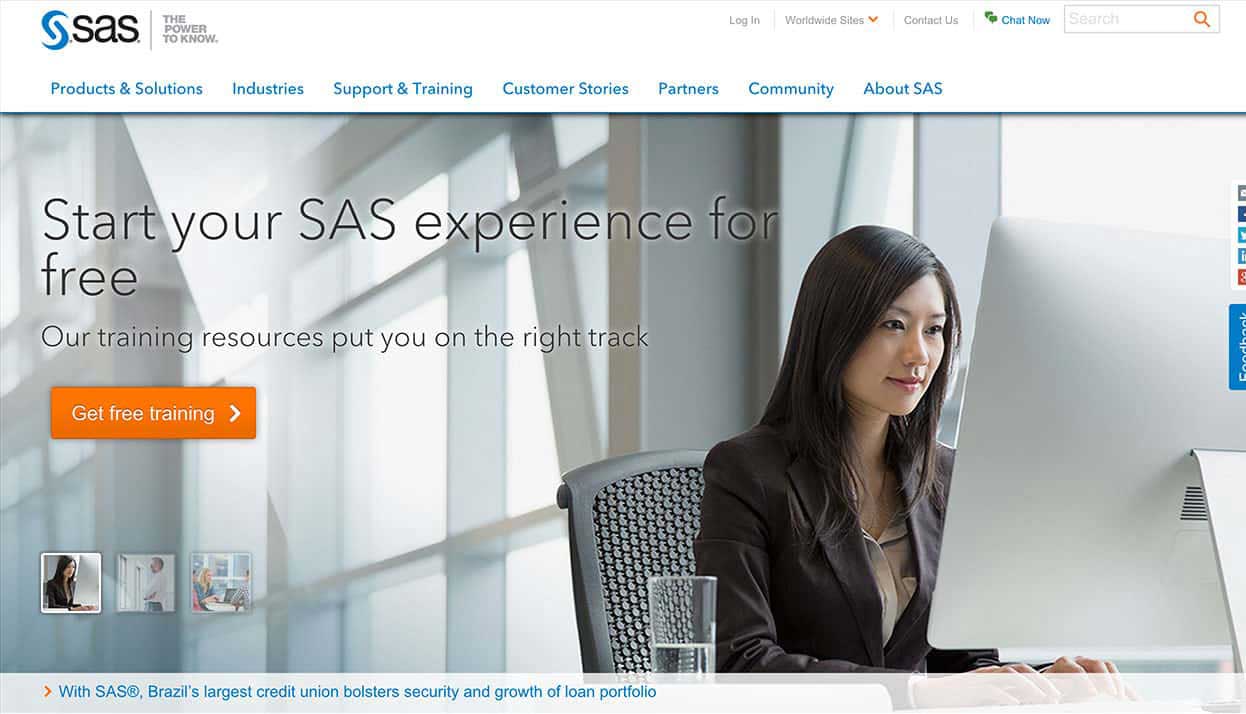 sas
THE
POWER
TO KNOW.
Log In
Worldwide Sites
Contact Us
Chat Now
Search
Products & Solutions
Industries
Support & Training
Customer Stories
Partners
Community
About SAS
Start your SAS experience for
free
Our training resources put you on the right track
Get free training
Feedback
With SAS®, Brazil’s largest credit union bolsters security and growth of loan portfolio